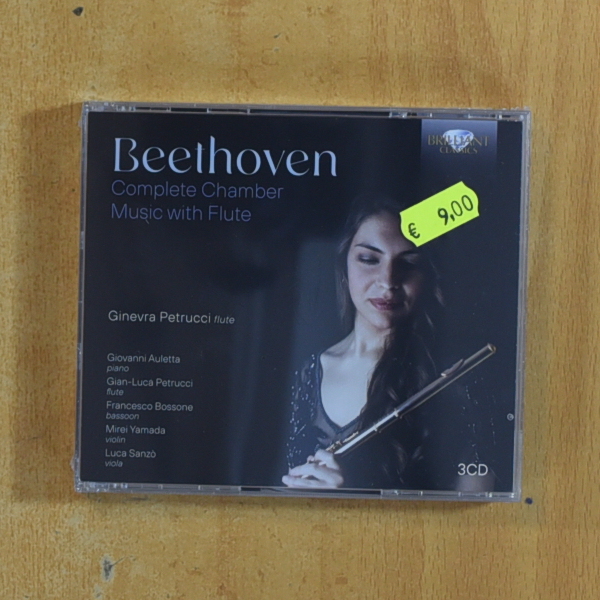 Beethoven
Complete Chamber
Music with Flute
BRILLIANT
CLASSICS
€ 9,00
Ginevra Petrucci flute
Giovanni Auletta
piano
Gian-Luca Petrucci
flute
Francesco Bossone
bassoon
Mirei Yamada
violin
Luca Sanzò
viola
3CD